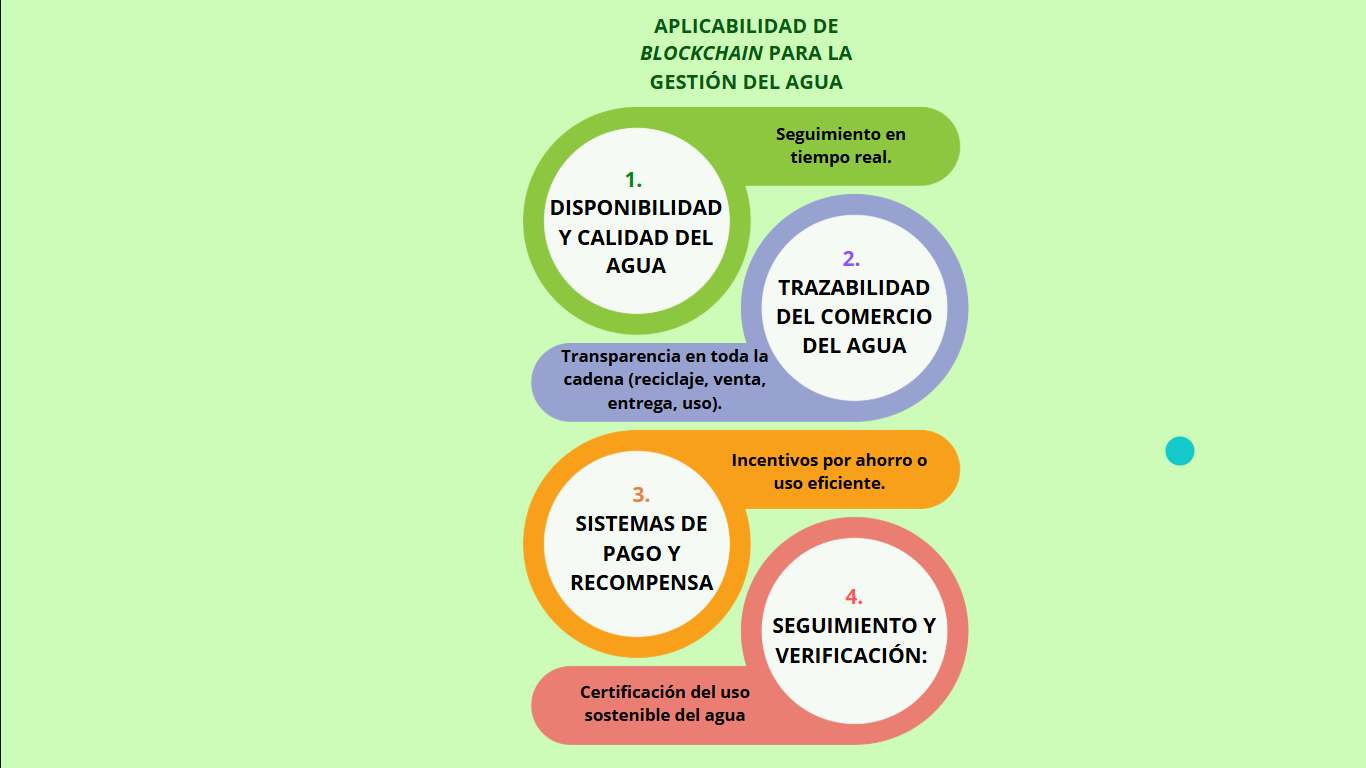 APLICABILIDAD DE
BLOCKCHAIN PARA LA
GESTIÓN DEL AGUA
1.
DISPONIBILIDAD
Y CALIDAD DEL
AGUA
Seguimiento en
tiempo real.
2.
TRAZABILIDAD
DEL COMERCIO
DEL AGUA
Transparencia en toda la
cadena (reciclaje, venta,
entrega, uso).
3.
SISTEMAS DE
PAGO Y
RECOMPENSA
Incentivos por ahorro o
uso eficiente.
4.
SEGUIMIENTO Y
VERIFICACIÓN:
Certificación del uso
sostenible del agua